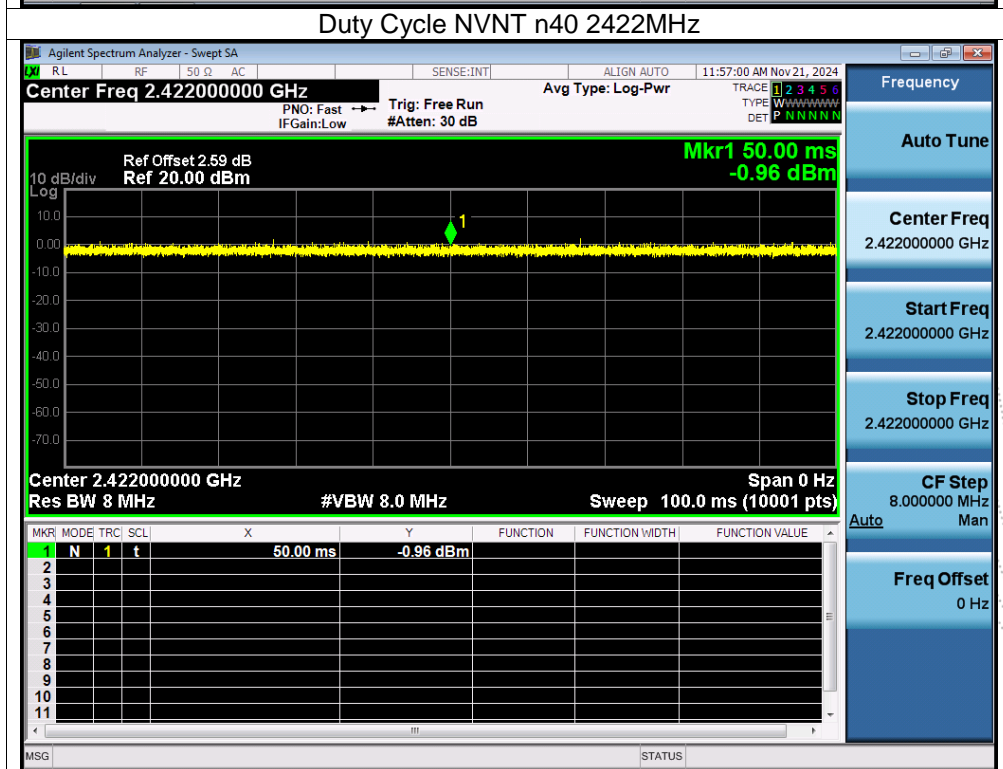 Duty Cycle NVNT n40 2422MHz
Agilent Spectrum Analyzer - Swept SA
LXI RL RF 50 Ω AC SENSE:INT ALIGN AUTO 11:57:00 AM Nov 21, 2024
Center Freq 2.422000000 GHz
PNO: Fast
IFGain:Low
Trig: Free Run
#Atten: 30 dB
Avg Type: Log-Pwr
TRACE 1 2 3 4 5 6
TYPE WWWWWWW
DET P N N N N N
Ref Offset 2.59 dB
10 dB/div Ref 20.00 dBm
Log
Mkr1 50.00 ms
-0.96 dBm
1
10.0
0.00
-10.0
-20.0
-30.0
-40.0
-50.0
-60.0
-70.0
Center 2.422000000 GHz Span 0 Hz
Res BW 8 MHz #VBW 8.0 MHz Sweep 100.0 ms (10001 pts)
MKR MODE TRC SCL X Y FUNCTION FUNCTION WIDTH FUNCTION VALUE
1 N 1 t 50.00 ms -0.96 dBm
2
3
4
5
6
7
8
9
10
11
MSG STATUS
Frequency
Auto Tune
Center Freq
2.422000000 GHz
Start Freq
2.422000000 GHz
Stop Freq
2.422000000 GHz
CF Step
8.000000 MHz
Auto Man
Freq Offset
0 Hz